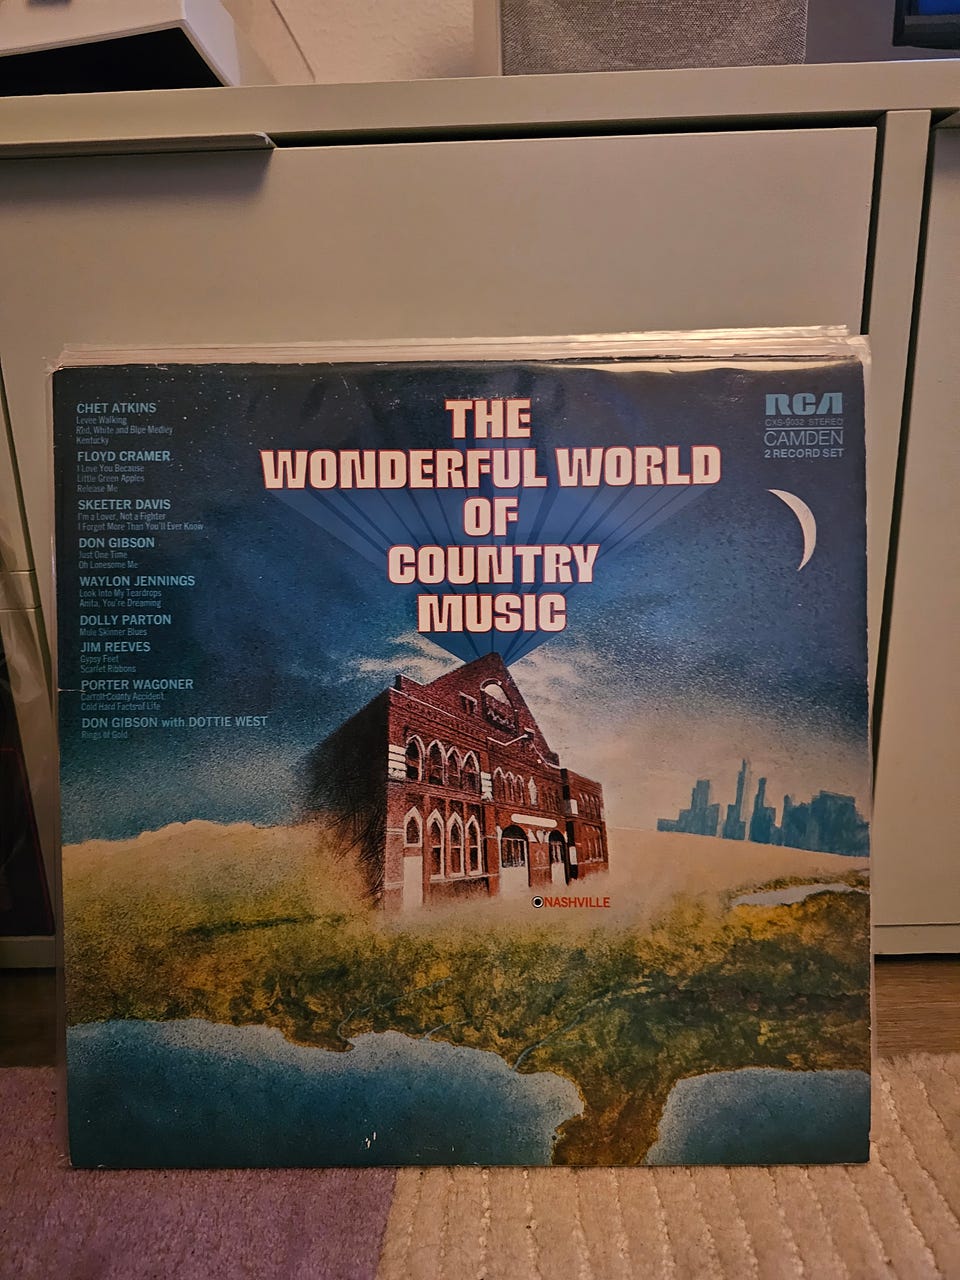 THE
WONDERFUL WORLD
OF
COUNTRY
MUSIC
RCA
CXS-9032 STEREO
CAMDEN
2 RECORD SET
CHET ATKINS
Levee Walking
Red, White and Blue Medley
Kentucky
FLOYD CRAMER
I Love You Because
Little Green Apples
Release Me
SKEETER DAVIS
I'm a Lover, Not a Fighter
I Forgot More Than You'll Ever Know
DON GIBSON
Just One Time
Oh Lonesome Me
WAYLON JENNINGS
Look Into My Teardrops
Anita, You're Dreaming
DOLLY PARTON
Mule Skinner Blues
JIM REEVES
Gypsy Feet
Scarlet Ribbons
PORTER WAGONER
Carroll County Accident
Cold Hard Facts of Life
DON GIBSON with DOTTIE WEST
Rings of Gold
NASHVILLE